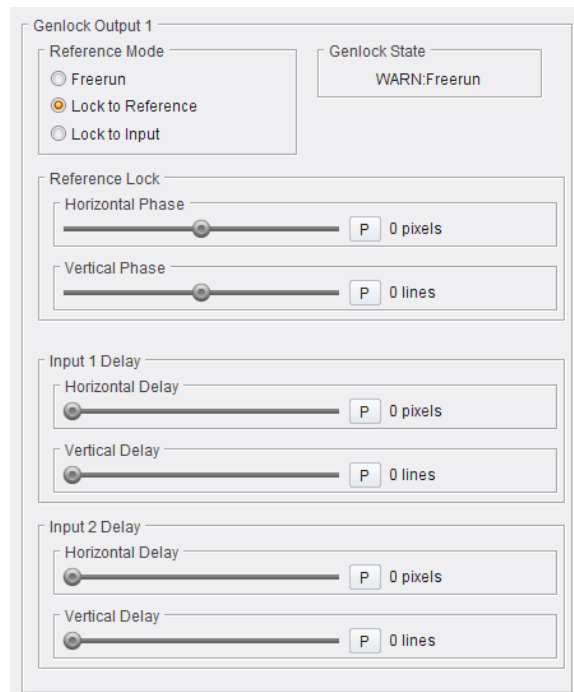 Genlock Output 1
Reference Mode
Genlock State
Freerun
WARN:Freerun
Lock to Reference
Lock to Input
Reference Lock
Horizontal Phase
P 0 pixels
Vertical Phase
P 0 lines
Input 1 Delay
Horizontal Delay
P 0 pixels
Vertical Delay
P 0 lines
Input 2 Delay
Horizontal Delay
P 0 pixels
Vertical Delay
P 0 lines